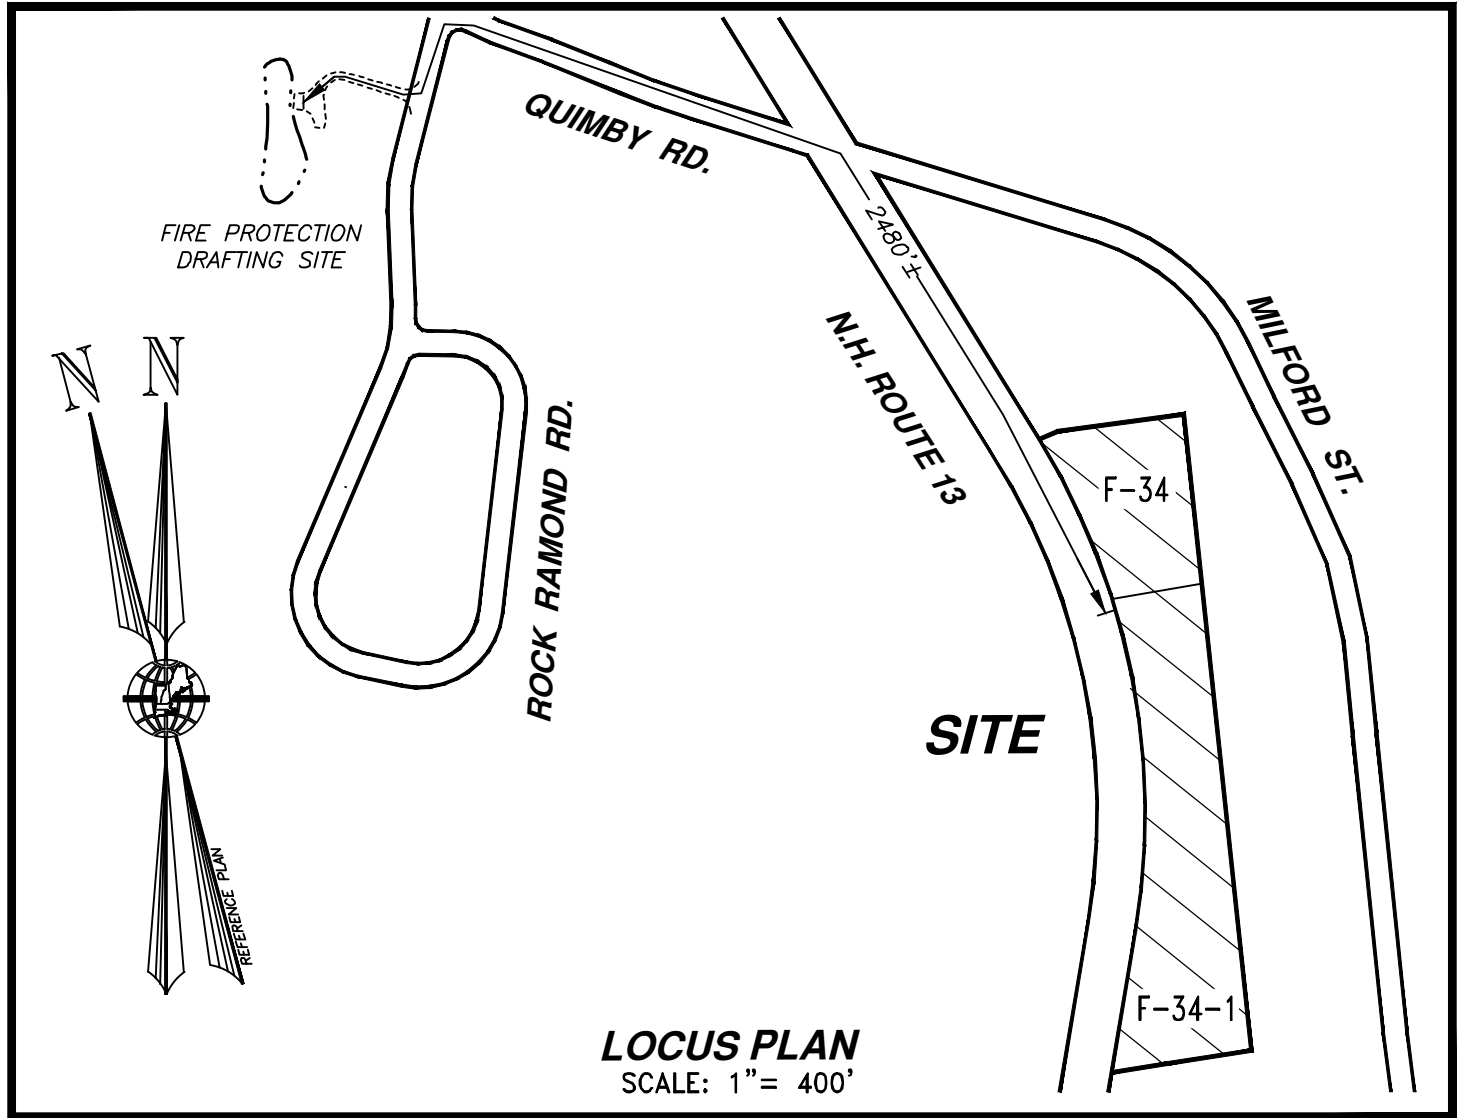 QUIMBY RD.
FIRE PROTECTION
DRAFTING SITE
2480'±
N.H. ROUTE 13
MILFORD ST.
N
N
ROCK RAMOND RD.
F-34
SITE
REFERENCE PLAN
F-34-1
LOCUS PLAN
SCALE: 1"= 400'